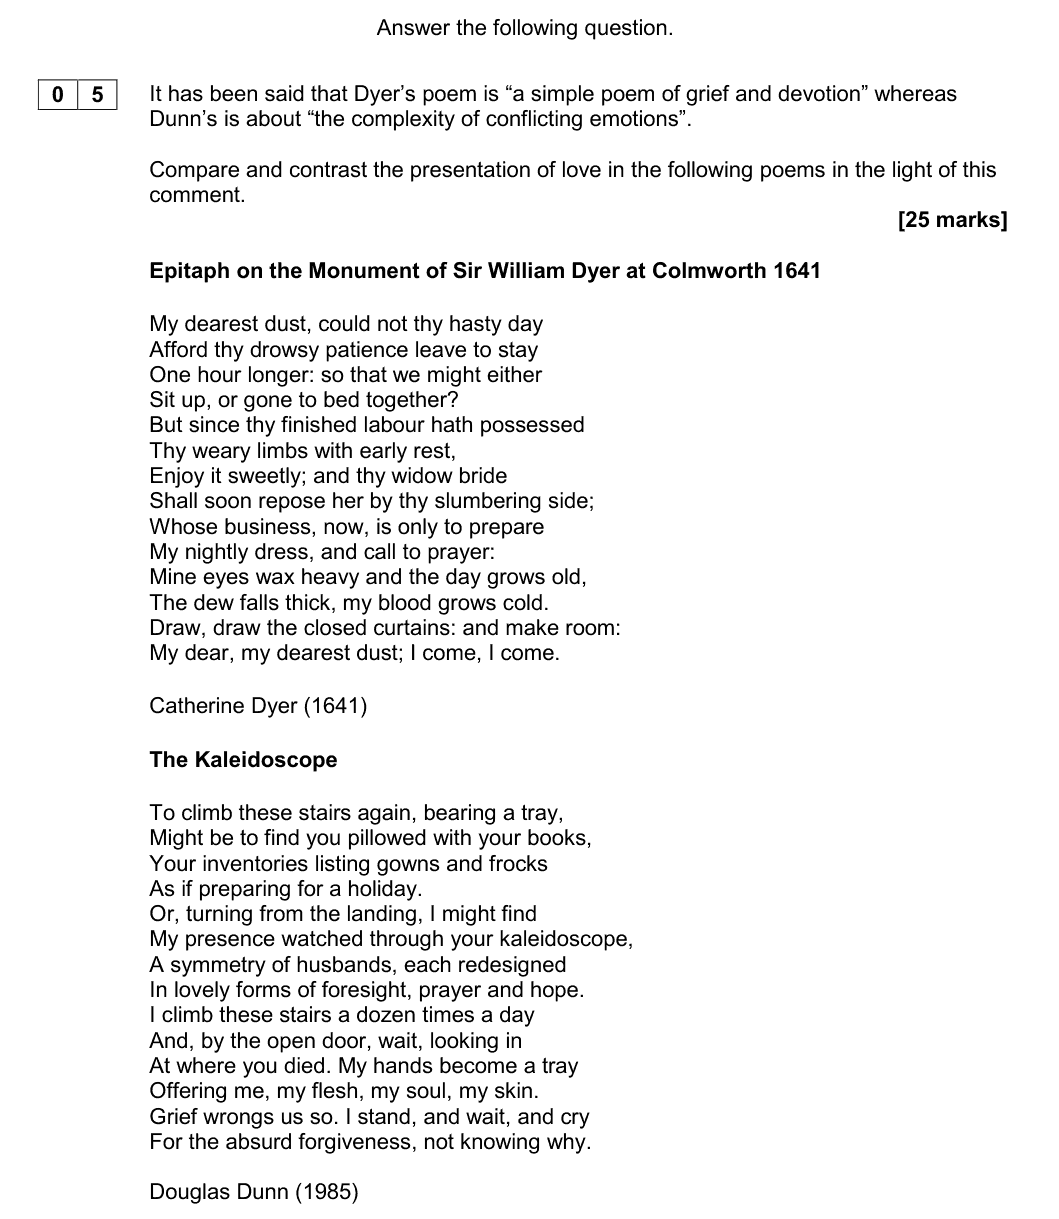 Answer the following question.
0 5
It has been said that Dyer’s poem is “a simple poem of grief and devotion” whereas
Dunn’s is about “the complexity of conflicting emotions”.
Compare and contrast the presentation of love in the following poems in the light of this
comment.
[25 marks]
Epitaph on the Monument of Sir William Dyer at Colmworth 1641
My dearest dust, could not thy hasty day
Afford thy drowsy patience leave to stay
One hour longer: so that we might either
Sit up, or gone to bed together?
But since thy finished labour hath possessed
Thy weary limbs with early rest,
Enjoy it sweetly; and thy widow bride
Shall soon repose her by thy slumbering side;
Whose business, now, is only to prepare
My nightly dress, and call to prayer:
Mine eyes wax heavy and the day grows old,
The dew falls thick, my blood grows cold.
Draw, draw the closed curtains: and make room:
My dear, my dearest dust; I come, I come.
Catherine Dyer (1641)
The Kaleidoscope
To climb these stairs again, bearing a tray,
Might be to find you pillowed with your books,
Your inventories listing gowns and frocks
As if preparing for a holiday.
Or, turning from the landing, I might find
My presence watched through your kaleidoscope,
A symmetry of husbands, each redesigned
In lovely forms of foresight, prayer and hope.
I climb these stairs a dozen times a day
And, by the open door, wait, looking in
At where you died. My hands become a tray
Offering me, my flesh, my soul, my skin.
Grief wrongs us so. I stand, and wait, and cry
For the absurd forgiveness, not knowing why.
Douglas Dunn (1985)